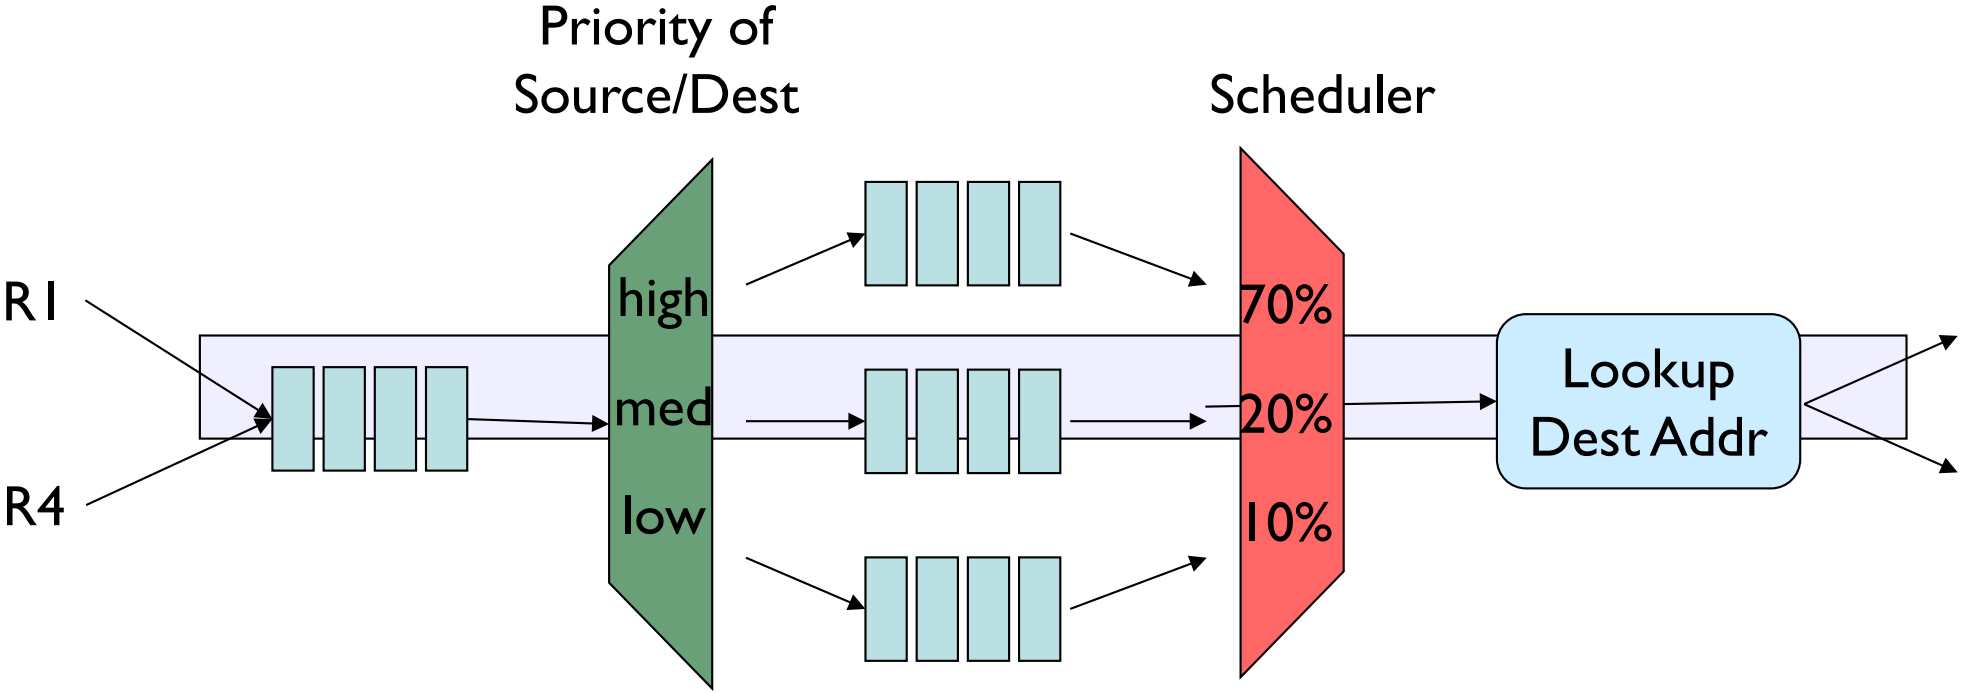 Priority of
Source/Dest
Scheduler
R1
R4
high
med
low
70%
20%
10%
Lookup
Dest Addr